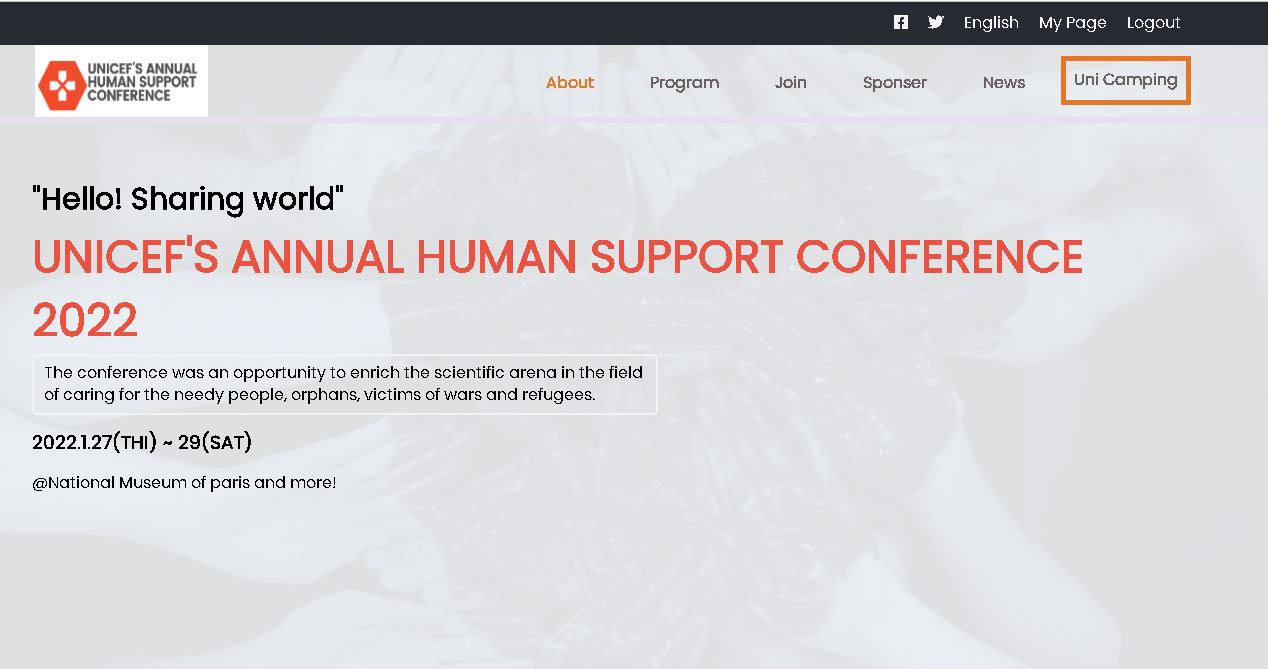 English My Page Logout
UNICEF'S ANNUAL
HUMAN SUPPORT
CONFERENCE
About Program Join Sponser News Uni Camping
"Hello! Sharing world"
UNICEF'S ANNUAL HUMAN SUPPORT CONFERENCE
2022
The conference was an opportunity to enrich the scientific arena in the field
of caring for the needy people, orphans, victims of wars and refugees.
2022.1.27(THI) ~ 29(SAT)
@National Museum of paris and more!